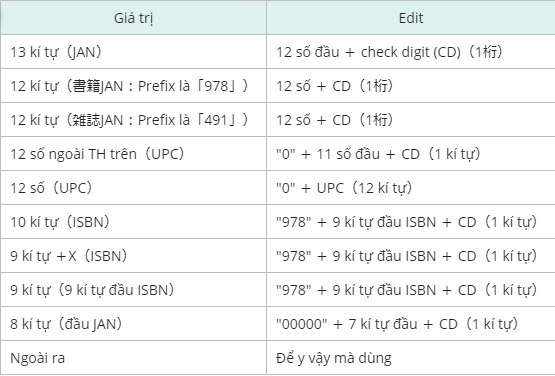 Giá trị Edit
13 kí tự（JAN） 12 số đầu ＋ check digit (CD)（1桁）
12 kí tự（書籍JAN：Prefix là「978」） 12 số ＋ CD（1桁）
12 kí tự（雑誌JAN：Prefix là「491」） 12 số ＋ CD（1桁）
12 số ngoài TH trên（UPC） "0" ＋ 11 số đầu ＋ CD（1 kí tự）
12 số（UPC） "0" ＋ UPC（12 kí tự）
10 kí tự（ISBN） "978" ＋ 9 kí tự đầu ISBN ＋ CD（1 kí tự）
9 kí tự ＋X（ISBN） "978" ＋ 9 kí tự đầu ISBN ＋ CD（1 kí tự）
9 kí tự（9 kí tự đầu ISBN） "978" ＋ 9 kí tự đầu ISBN ＋ CD（1 kí tự）
8 kí tự（đầu JAN） "00000" ＋ 7 kí tự đầu ＋ CD（1 kí tự）
Ngoài ra Để y vậy mà dùng